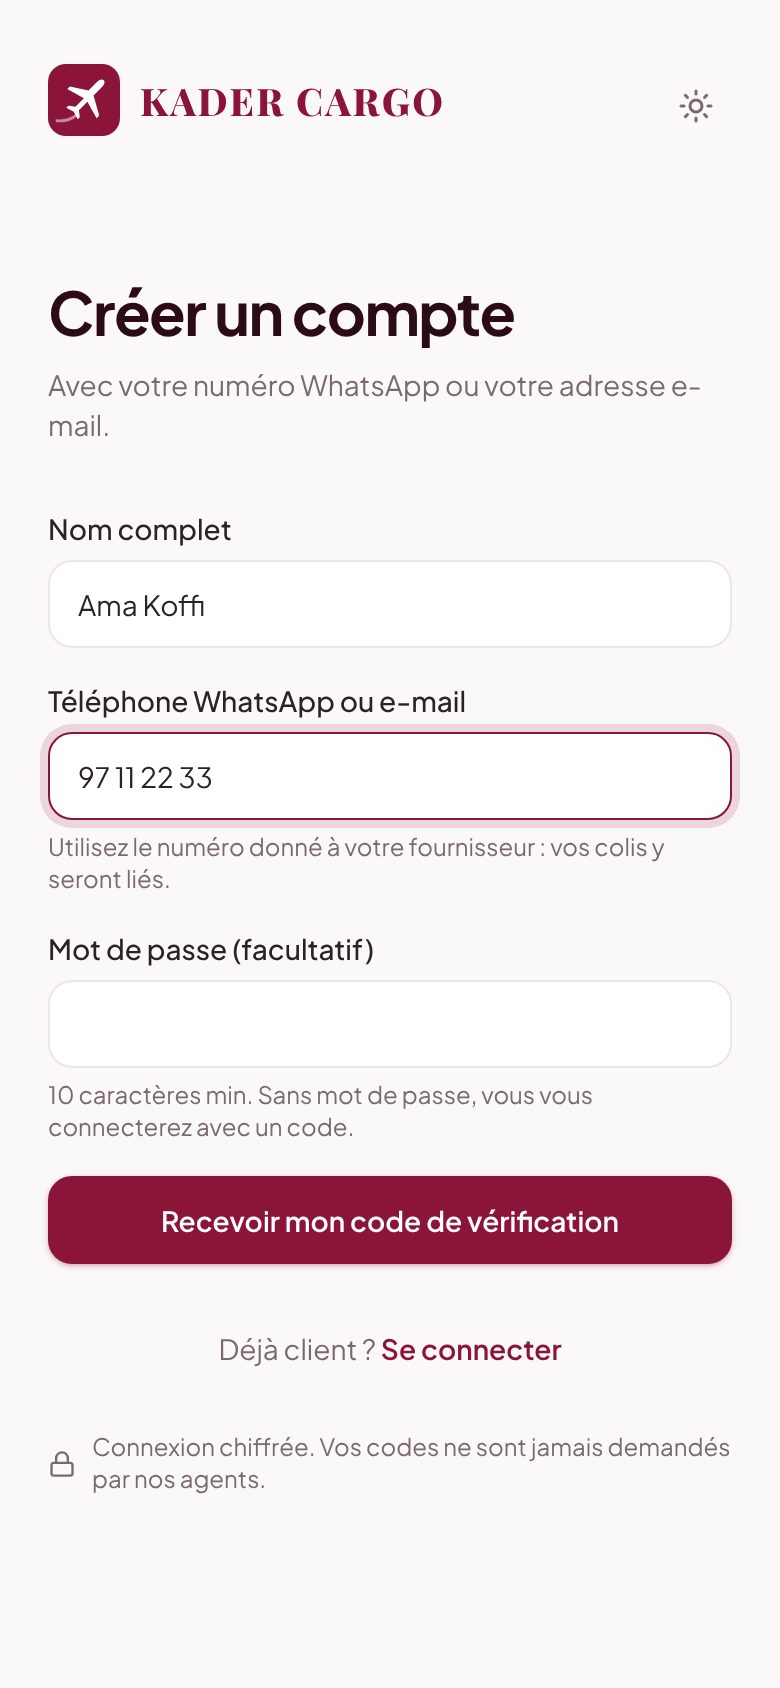 KADER CARGO
Créer un compte
Avec votre numéro WhatsApp ou votre adresse e-
mail.
Nom complet
Ama Koffi
Téléphone WhatsApp ou e-mail
97 11 22 33
Utilisez le numéro donné à votre fournisseur : vos colis y
seront liés.
Mot de passe (facultatif)
10 caractères min. Sans mot de passe, vous vous
connecterez avec un code.
Recevoir mon code de vérification
Déjà client ? Se connecter
Connexion chiffrée. Vos codes ne sont jamais demandés
par nos agents.